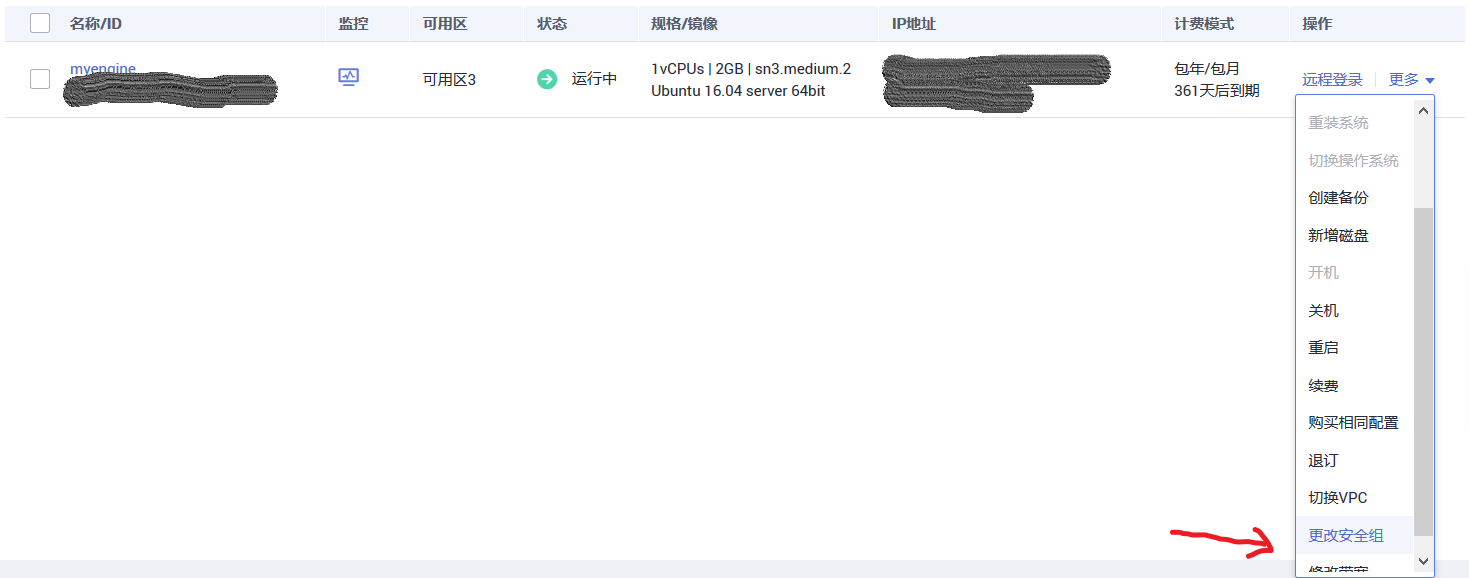 名称/ID 监控 可用区 状态 规格/镜像 IP地址 计费模式 操作
myengine 可用区3 运行中 1vCPUs | 2GB | sn3.medium.2 包年/包月 远程登录 更多
Ubuntu 16.04 server 64bit 361天后到期
重装系统
切换操作系统
创建备份
新增磁盘
开机
关机
重启
续费
购买相同配置
退订
切换VPC
更改安全组
修改带宽